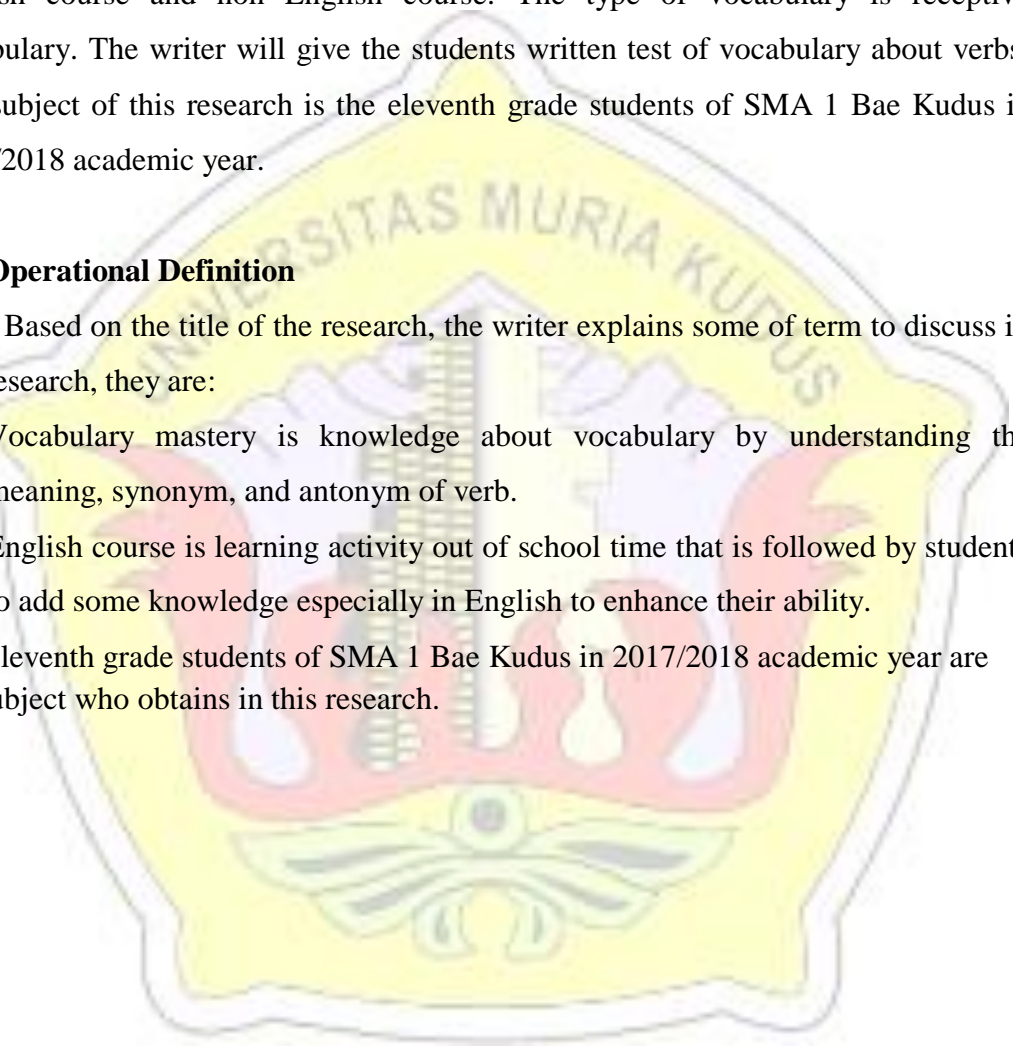 sh course and non English course. The type of vocabulary is receptiv
bulary. The writer will give the students written test of vocabulary about verbs
subject of this research is the eleventh grade students of SMA 1 Bae Kudus i
/2018 academic year.
UNIVERSITAS MURIA KUDUS
Operational Definition
Based on the title of the research, the writer explains some of term to discuss i
esearch, they are:
Vocabulary mastery is knowledge about vocabulary by understanding th
meaning, synonym, and antonym of verb.
English course is learning activity out of school time that is followed by student
o add some knowledge especially in English to enhance their ability.
leventh grade students of SMA 1 Bae Kudus in 2017/2018 academic year are
ubject who obtains in this research.